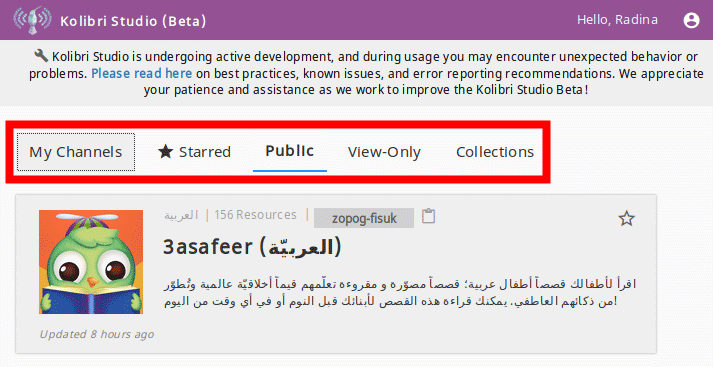 Kolibri Studio (Beta)
Hello, Radina
Kolibri Studio is undergoing active development, and during usage you may encounter unexpected behavior or
problems. Please read here on best practices, known issues, and error reporting recommendations. We appreciate
your patience and assistance as we work to improve the Kolibri Studio Beta!
My Channels
Starred
Public
View-Only
Collections
العربية | 156 Resources | zopog-fisuk
3asafeer (العربيّة)
اقرأ لأطفالك قصصاً أطفال عربية؛ قصصاً مصوّرة و مقروءة تعلّمهم قيماً أخلاقيّة عالمية وتُطوّر
من ذكائهم العاطفي. يمكنك قراءة هذه القصص لأبنائك قبل النوم أو في أي وقت من اليوم!
Updated 8 hours ago